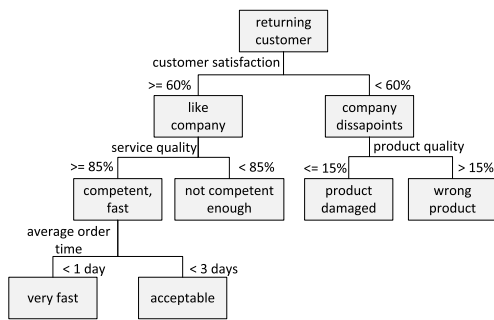 returning
customer
customer satisfaction
>= 60%
< 60%
like
company
company
dissapoints
service quality
product quality
>= 85%
< 85%
<= 15%
> 15%
competent,
fast
not competent
enough
product
damaged
wrong
product
average order
time
< 1 day
< 3 days
very fast
acceptable